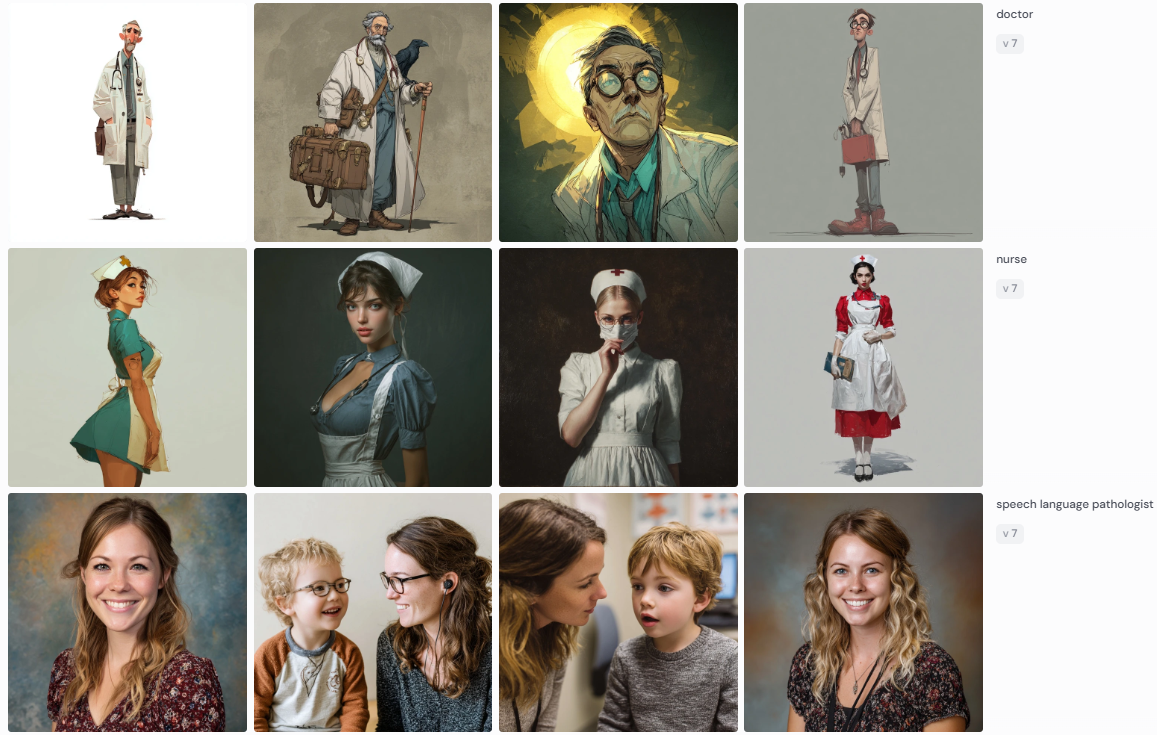 doctor
v 7
nurse
v 7
speech language pathologist
v 7